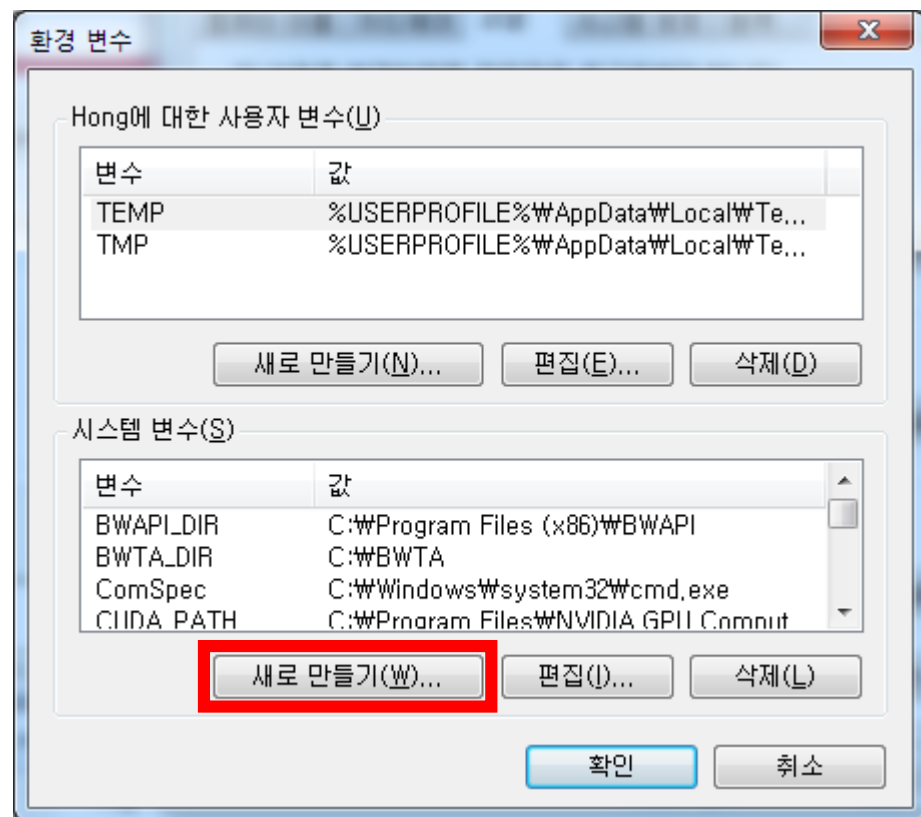 환경 변수
Hong에 대한 사용자 변수(U)
변수 값
TEMP %USERPROFILE%₩AppData₩Local₩Te...
TMP %USERPROFILE%₩AppData₩Local₩Te...
새로 만들기(N)... 편집(E)... 삭제(D)
시스템 변수(S)
변수 값
BWAPI_DIR C:₩Program Files (x86)₩BWAPI
BWTA_DIR C:₩BWTA
ComSpec C:₩Windows₩system32₩cmd.exe
CUDA_PATH C:₩Program Files₩NVIDIA GPU Comput
새로 만들기(W)... 편집(I)... 삭제(L)
확인 취소